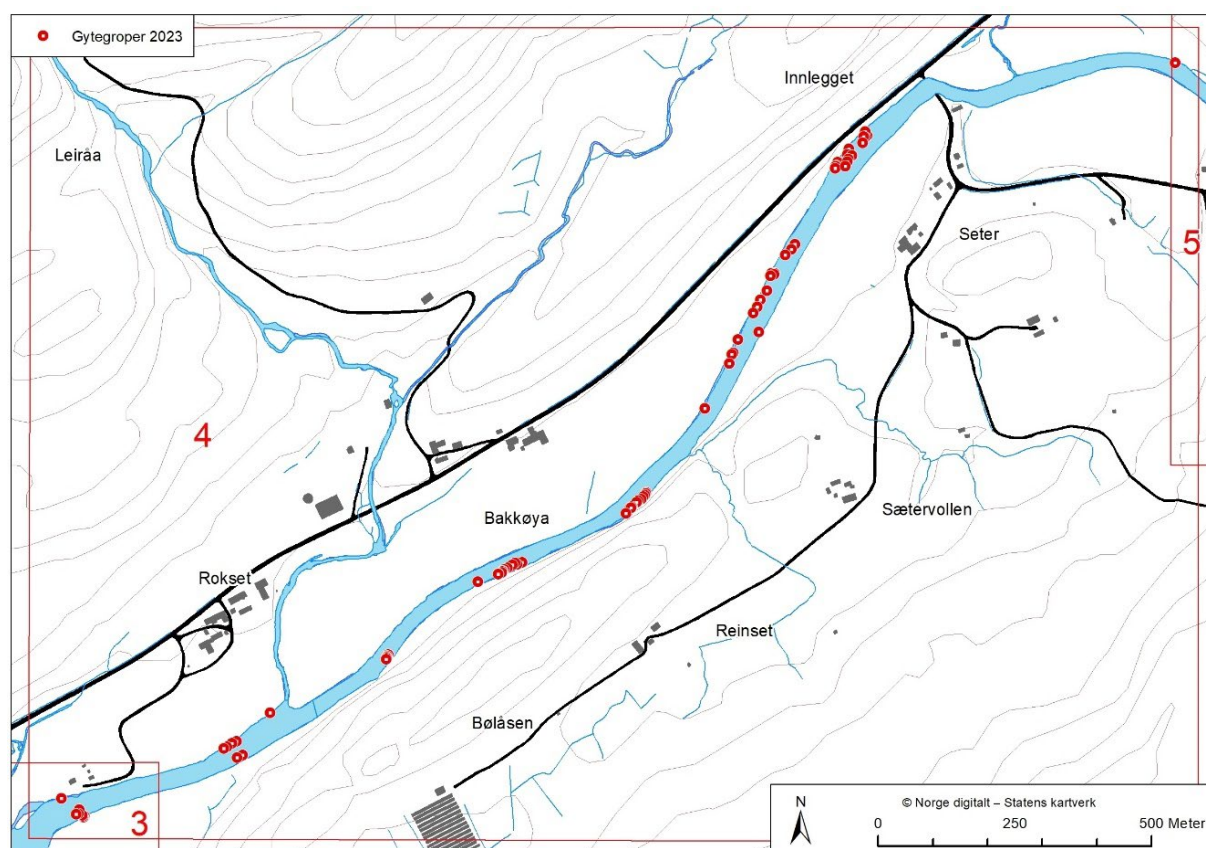 Gytegroper 2023
Innlegget
Leiråa
Seter
5
4
Bakkøya
Sætervollen
Rokset
Reinset
Bølåsen
3
N
© Norge digitalt – Statens kartverk
0 250 500 Meter